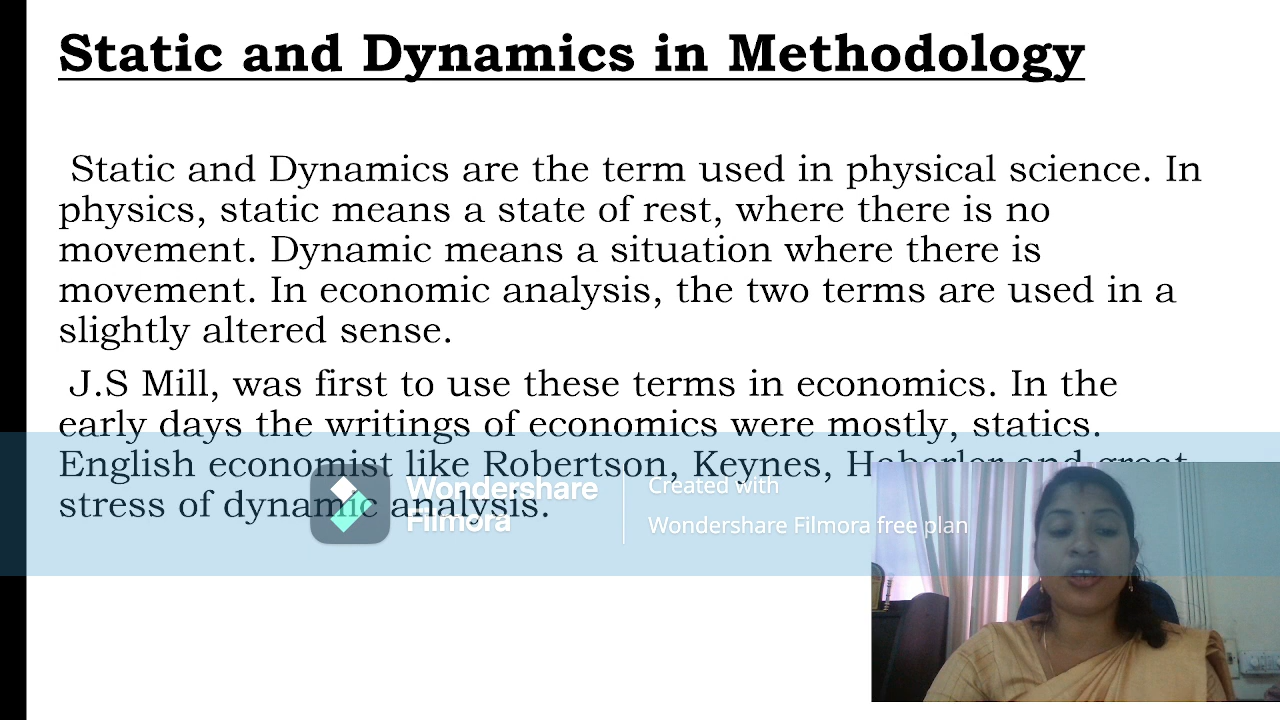 Static and Dynamics in Methodology
Static and Dynamics are the term used in physical science. In
physics, static means a state of rest, where there is no
movement. Dynamic means a situation where there is
movement. In economic analysis, the two terms are used in a
slightly altered sense.
J.S Mill, was first to use these terms in economics. In the
early days the writings of economics were mostly, statics.
English economist like Robertson, Keynes, Haberler and great
stress of dynamic analysis.
Wondershare
Filmora
Created with
Wondershare Filmora free plan